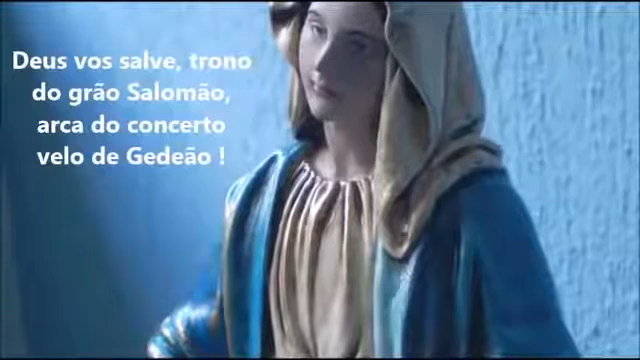 Deus vos salve, trono
do grão Salomão,
arca do concerto
velo de Gedeão !